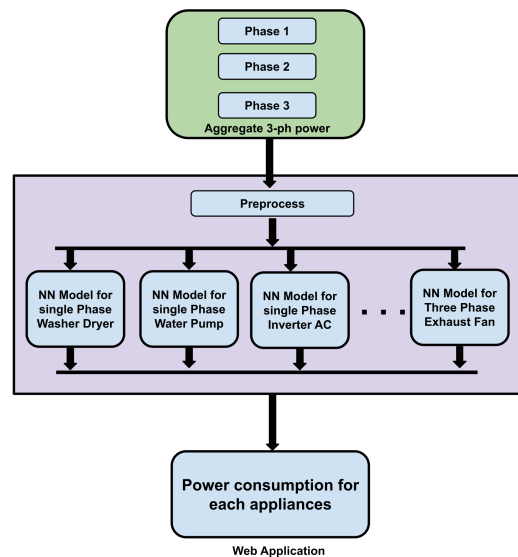 Phase 1
Phase 2
Phase 3
Aggregate 3-ph power
Preprocess
NN Model for
single Phase
Washer Dryer
NN Model for
single Phase
Water Pump
NN Model for
single Phase
Inverter AC
. . .
NN Model for
Three Phase
Exhaust Fan
Power consumption for
each appliances
Web Application